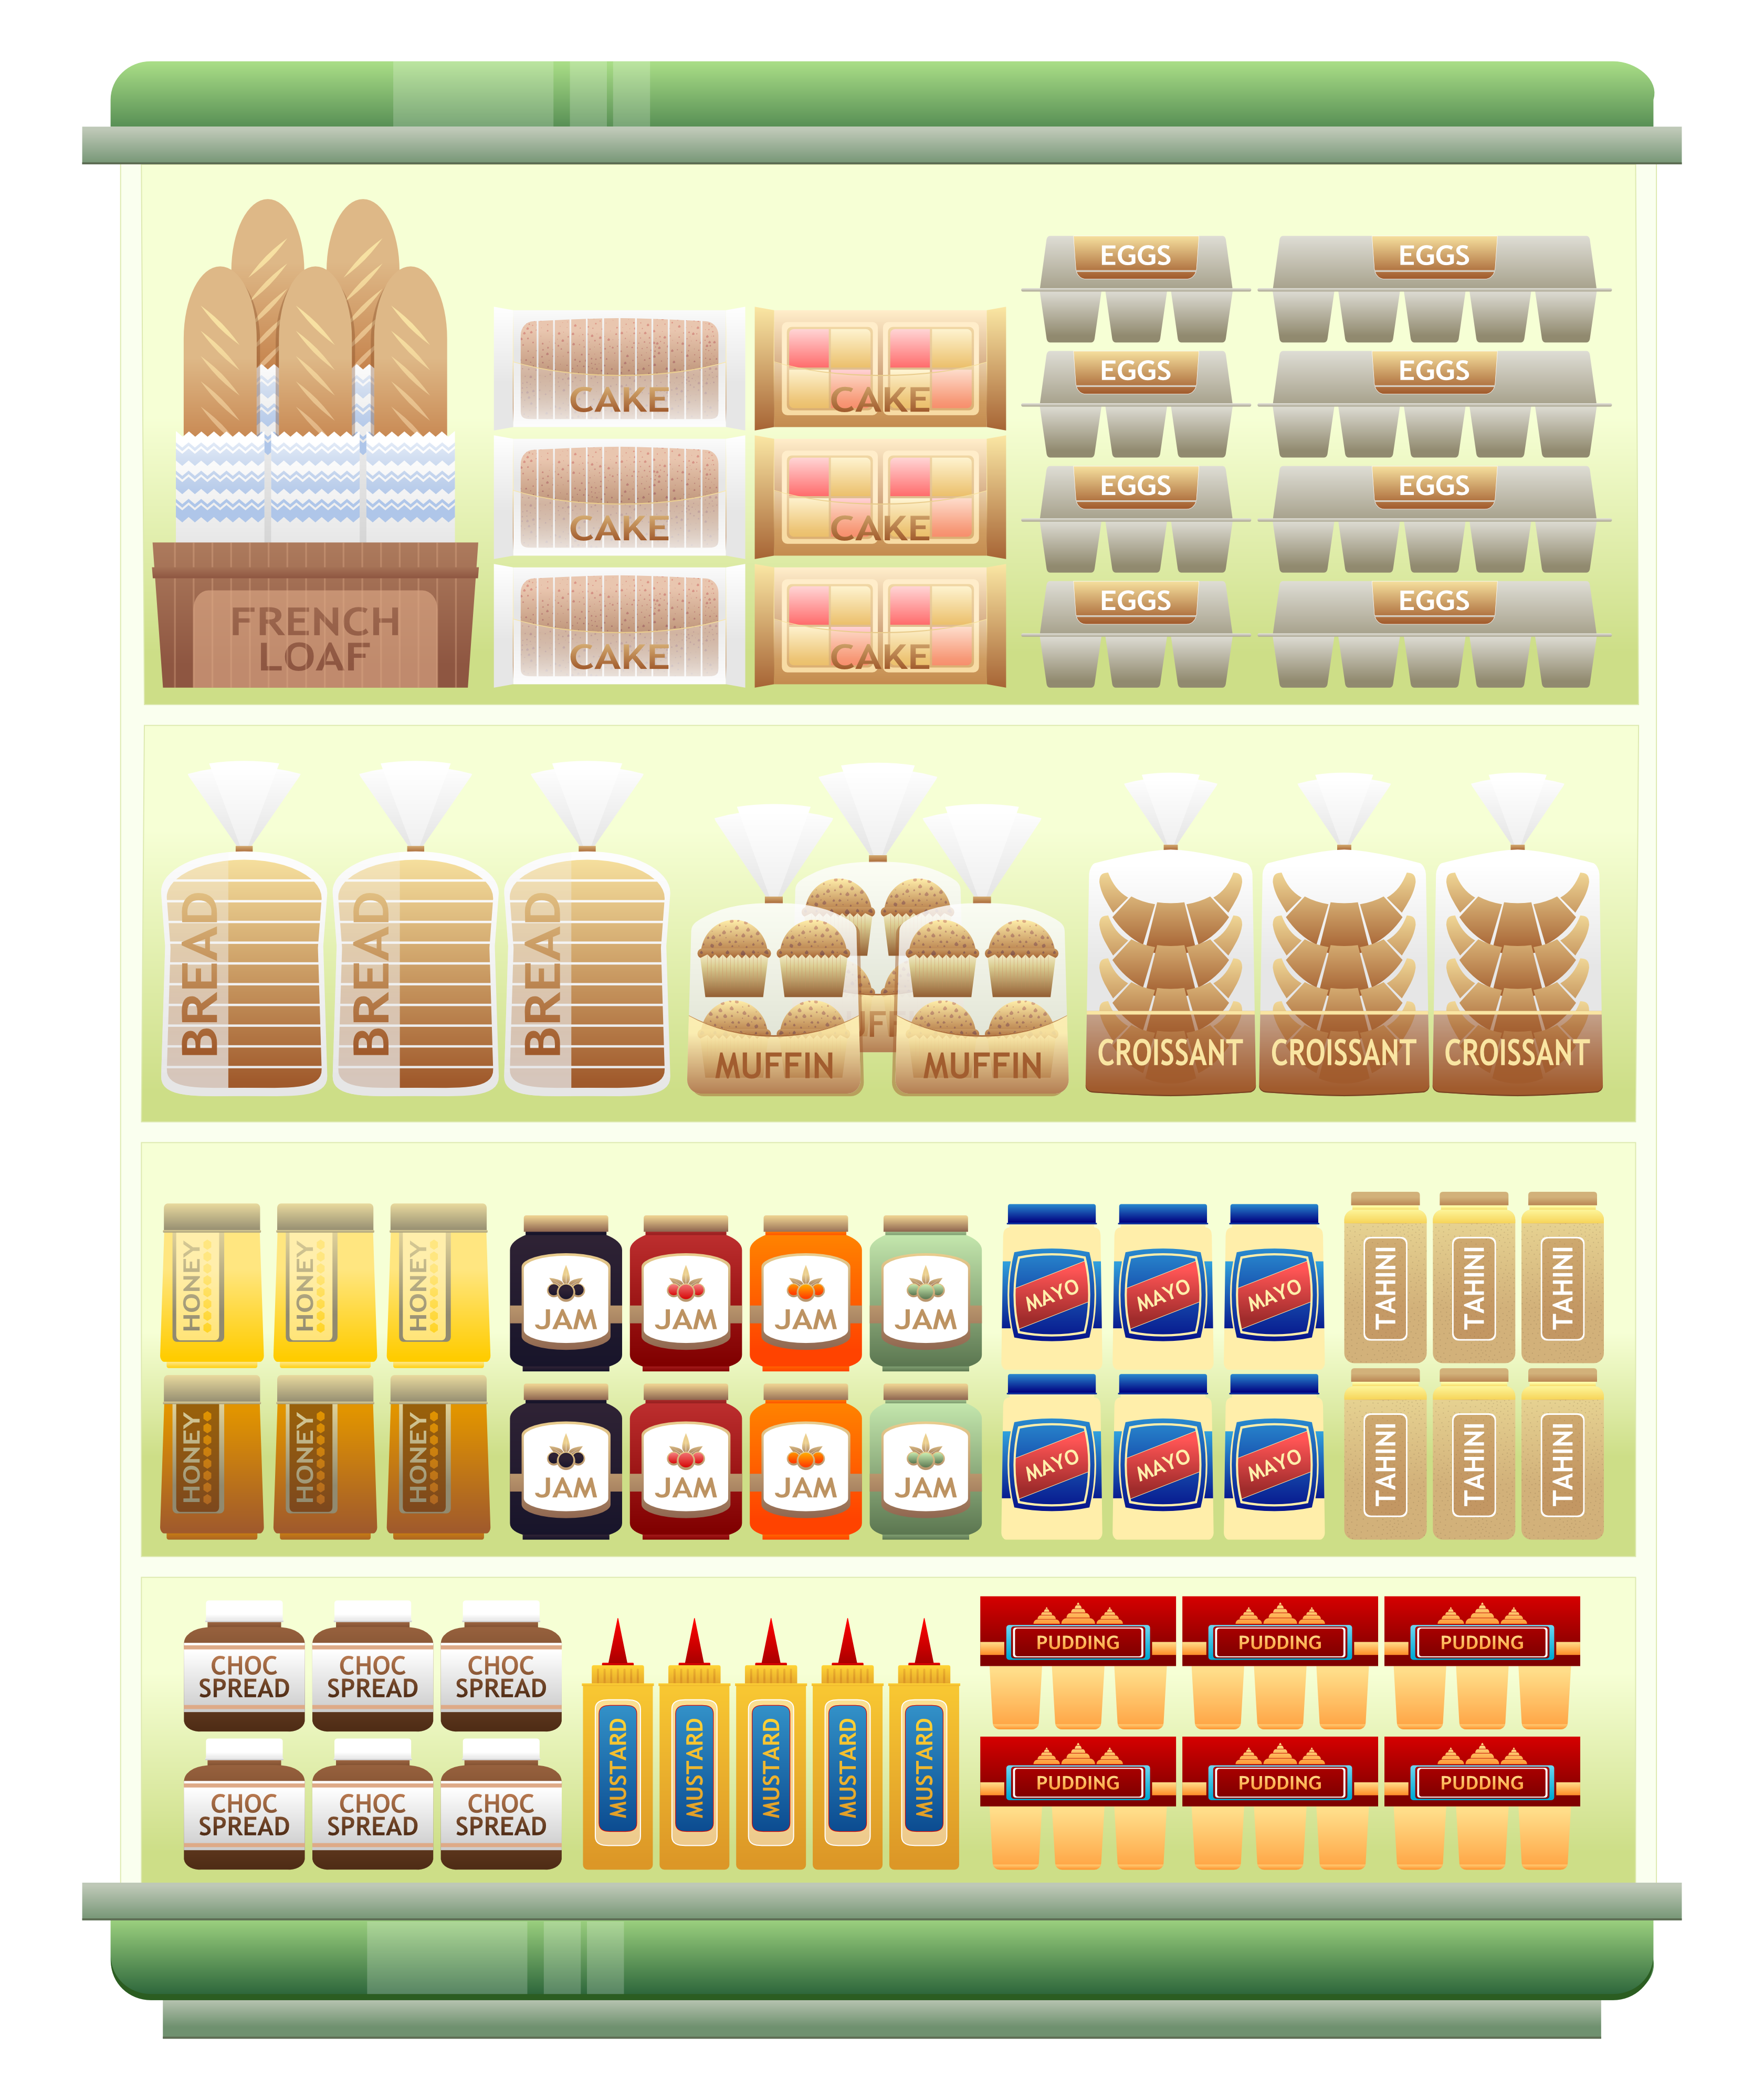 EGGS EGGS
CAKE CAKE
EGGS EGGS
CAKE CAKE
EGGS EGGS
CAKE CAKE
EGGS EGGS
FRENCH
LOAF
BREAD BREAD BREAD
MUFFIN UFF MUFFIN
CROISSANT CROISSANT CROISSANT
HONEY HONEY HONEY
JAM JAM JAM JAM
MAYO MAYO MAYO
TAHINI TAHINI TAHINI
HONEY HONEY HONEY
JAM JAM JAM JAM
MAYO MAYO MAYO
TAHINI TAHINI TAHINI
CHOC CHOC CHOC
SPREAD SPREAD SPREAD
MUSTARD MUSTARD MUSTARD MUSTARD MUSTARD
PUDDING PUDDING PUDDING
CHOC CHOC CHOC
SPREAD SPREAD SPREAD
PUDDING PUDDING PUDDING